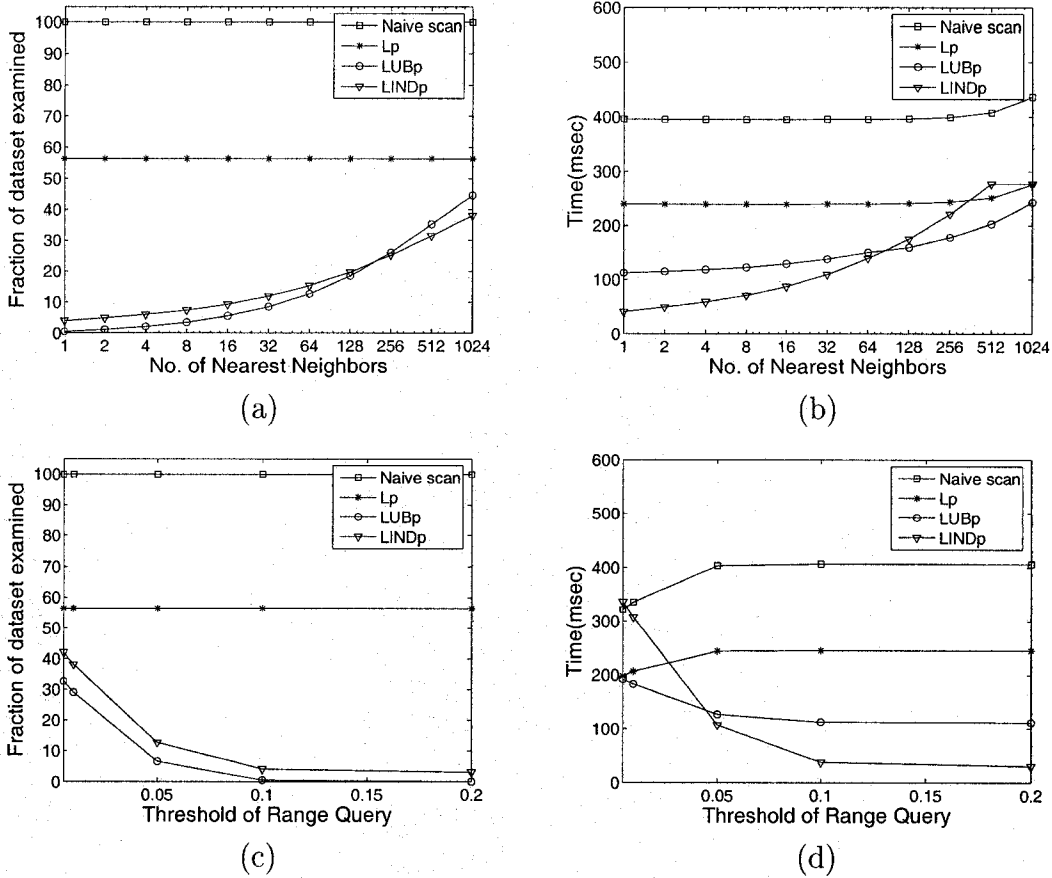 Fraction of dataset examined
100
90
80
70
60
50
40
30
20
10
0
Naive scan
Lp
LUBp
LINDp
1 2 4 8 16 32 64 128 256 512 1024
No. of Nearest Neighbors
(a)
Time(msec)
600
500
400
300
200
100
0
Naive scan
Lp
LUBp
LINDp
1 2 4 8 16 32 64 128 256 512 1024
No. of Nearest Neighbors
(b)
Fraction of dataset examined
100
90
80
70
60
50
40
30
20
10
0
Naive scan
Lp
LUBp
LINDp
0.05 0.1 0.15 0.2
Threshold of Range Query
(c)
Time(msec)
600
500
400
300
200
100
0
Naive scan
Lp
LUBp
LINDp
0.05 0.1 0.15 0.2
Threshold of Range Query
(d)